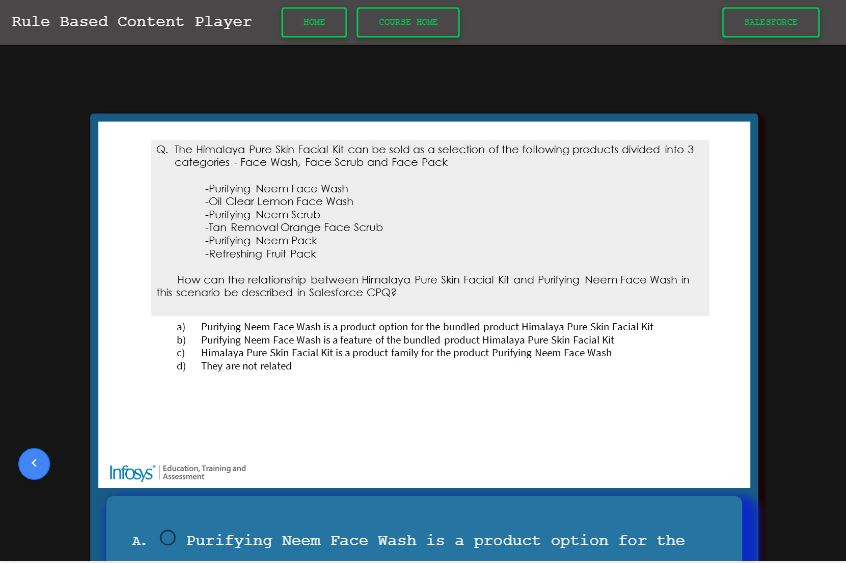 Rule Based Content Player
HOME
COURSE HOME
SALESFORCE
Q. The Himalaya Pure Skin Facial Kit can be sold as a selection of the following products divided into 3
categories - Face Wash, Face Scrub and Face Pack
-Purifying Neem Face Wash
-Oil Clear Lemon Face Wash
-Purifying Neem Scrub
-Tan Removal Orange Face Scrub
-Purifying Neem Pack
-Refreshing Fruit Pack
How can the relationship between Himalaya Pure Skin Facial Kit and Purifying Neem Face Wash in
this scenario be described in Salesforce CPQ?
a) Purifying Neem Face Wash is a product option for the bundled product Himalaya Pure Skin Facial Kit
b) Purifying Neem Face Wash is a feature of the bundled product Himalaya Pure Skin Facial Kit
c) Himalaya Pure Skin Facial Kit is a product family for the product Purifying Neem Face Wash
d) They are not related
Infosys® | Education, Training and
Assessment
A. Purifying Neem Face Wash is a product option for the